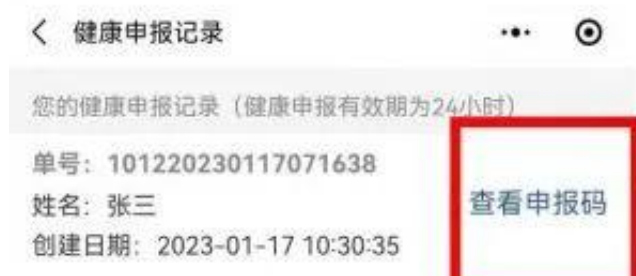 健康申报记录
您的健康申报记录（健康申报有效期为24小时）
单号：101220230117071638
姓名：张三
查看申报码
创建日期：2023-01-17 10:30:35